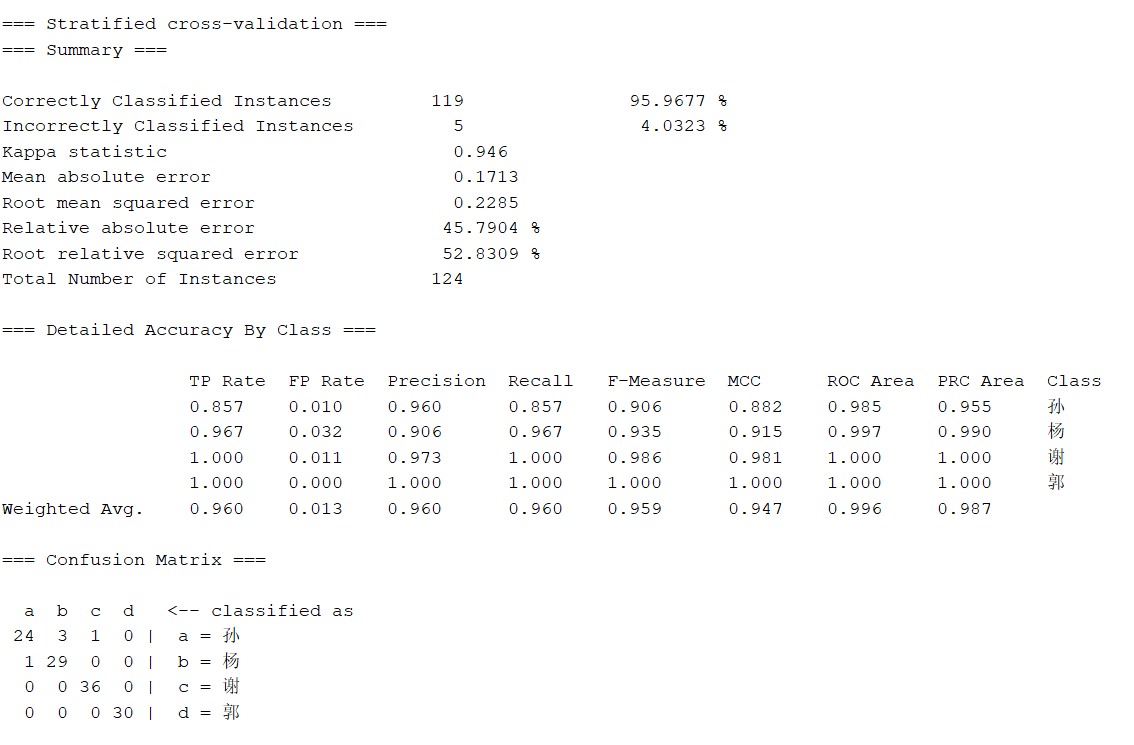 === Stratified cross-validation ===
=== Summary ===
Correctly Classified Instances 119 95.9677 %
Incorrectly Classified Instances 5 4.0323 %
Kappa statistic 0.946
Mean absolute error 0.1713
Root mean squared error 0.2285
Relative absolute error 45.7904 %
Root relative squared error 52.8309 %
Total Number of Instances 124
=== Detailed Accuracy By Class ===
TP Rate FP Rate Precision Recall F-Measure MCC ROC Area PRC Area Class
0.857 0.010 0.960 0.857 0.906 0.882 0.985 0.955 孙
0.967 0.032 0.906 0.967 0.935 0.915 0.997 0.990 杨
1.000 0.011 0.973 1.000 0.986 0.981 1.000 1.000 谢
1.000 0.000 1.000 1.000 1.000 1.000 1.000 1.000 郭
Weighted Avg. 0.960 0.013 0.960 0.960 0.959 0.947 0.996 0.987
=== Confusion Matrix ===
a b c d <-- classified as
24 3 1 0 | a = 孙
1 29 0 0 | b = 杨
0 0 36 0 | c = 谢
0 0 0 30 | d = 郭